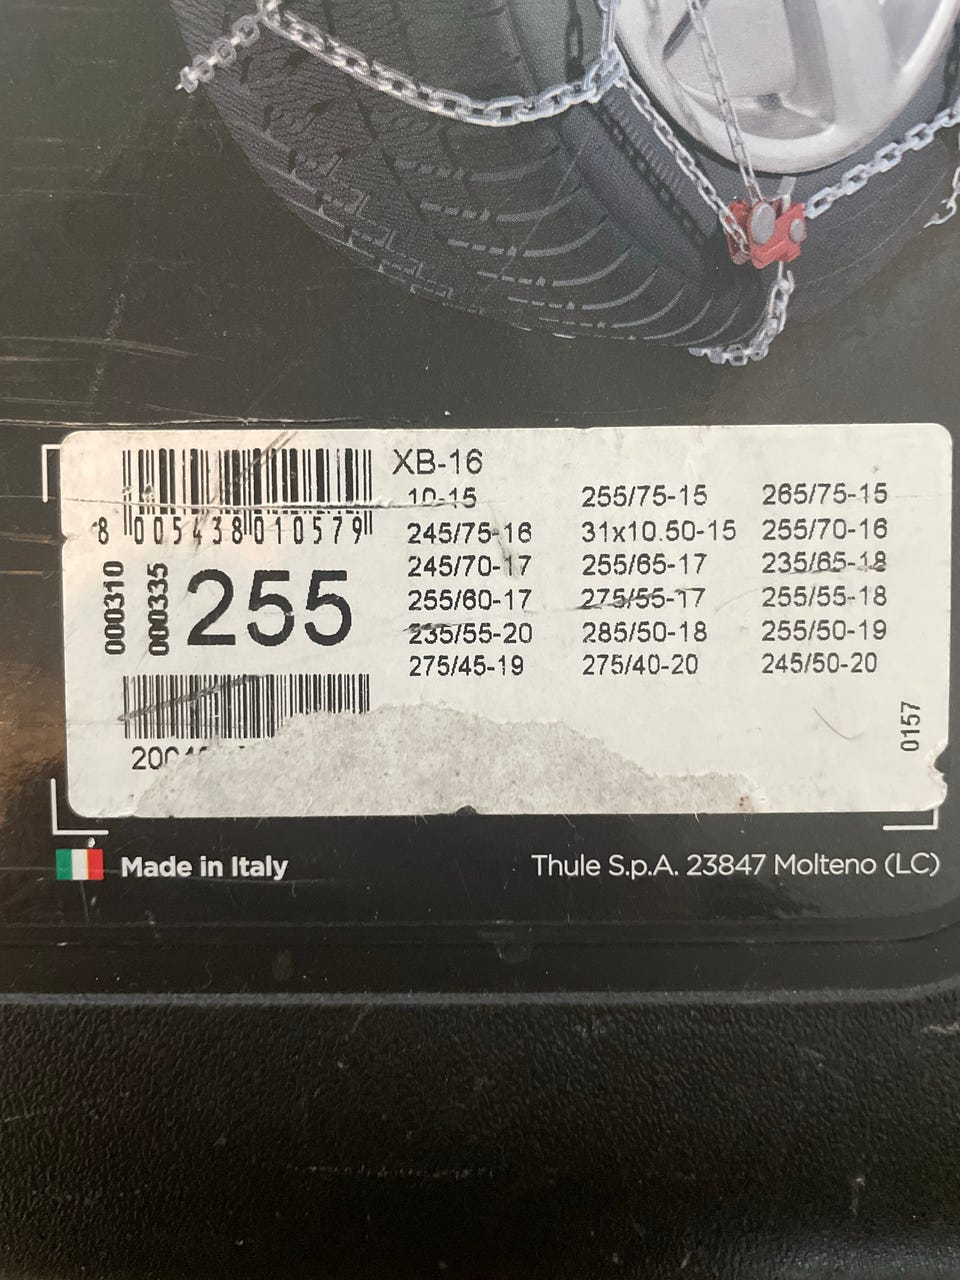 XB-16
10-15 255/75-15 265/75-15
245/75-16 31x10.50-15 255/70-16
245/70-17 255/65-17 235/65-18
255/60-17 275/55-17 255/55-18
235/55-20 285/50-18 255/50-19
275/45-19 275/40-20 245/50-20
8 005438 010579
000310
000335
255
0157
Made in Italy
Thule S.p.A. 23847 Molteno (LC)